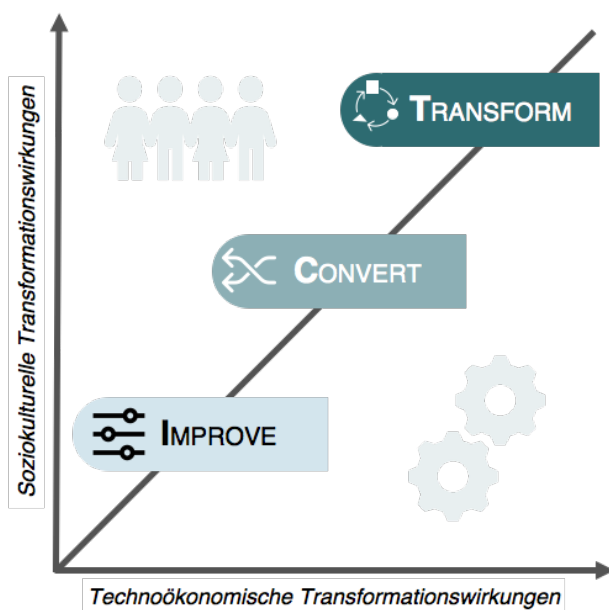 Soziokulturelle Transformationswirkungen
TRANSFORM
CONVERT
IMPROVE
Technoökonomische Transformationswirkungen